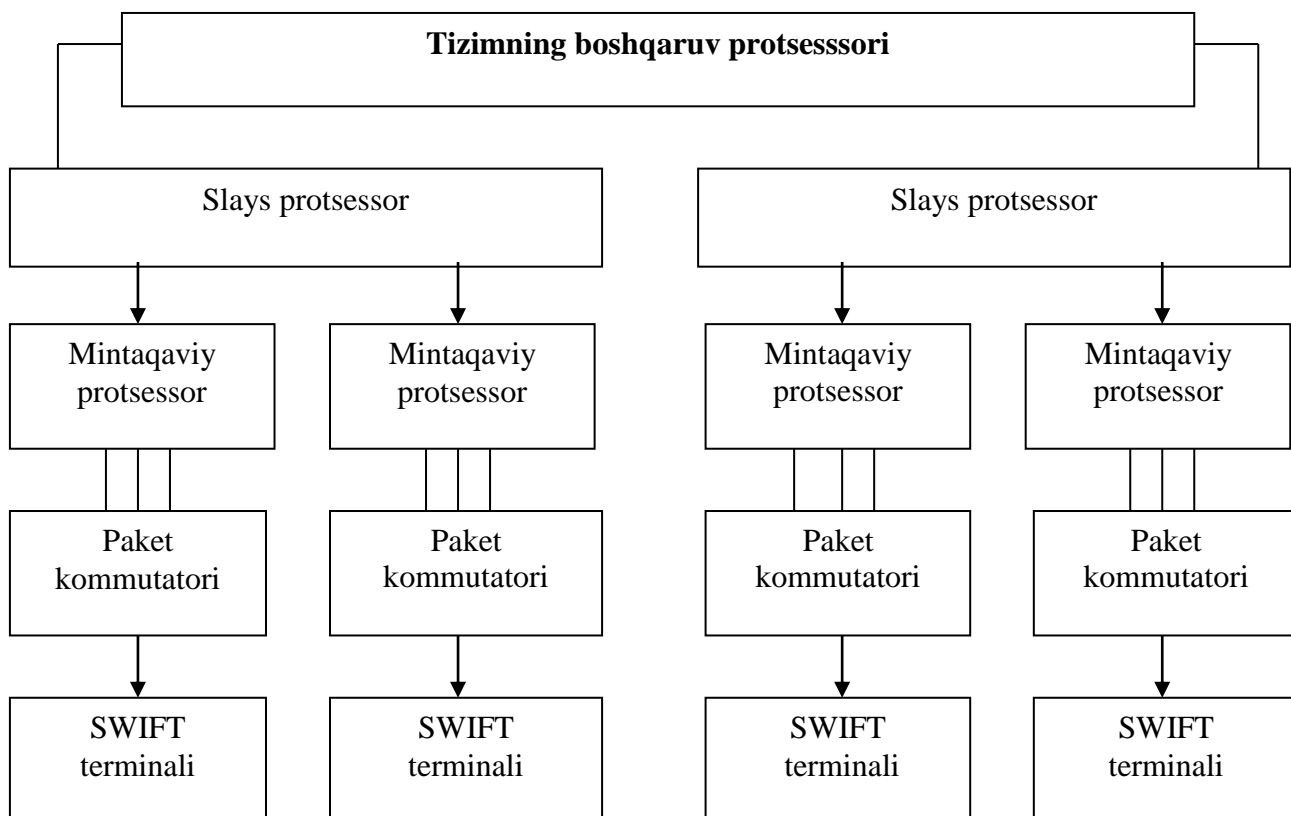 Tizimning boshqaruv protsesssori
Slays protsessor
Slays protsessor
Mintaqaviy
protsessor
Mintaqaviy
protsessor
Mintaqaviy
protsessor
Mintaqaviy
protsessor
Paket
kommutatori
Paket
kommutatori
Paket
kommutatori
Paket
kommutatori
SWIFT
terminali
SWIFT
terminali
SWIFT
terminali
SWIFT
terminali